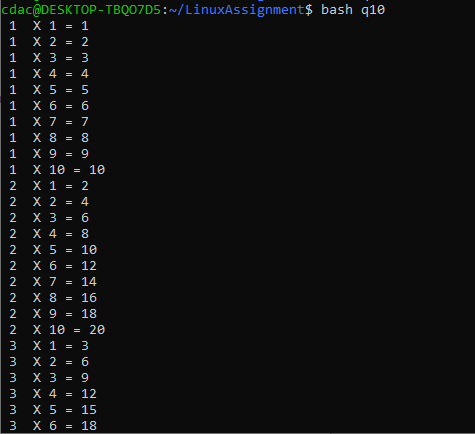 cdac@DESKTOP-TBQO7D5:~/LinuxAssignment$ bash q10
1  X 1 = 1
1  X 2 = 2
1  X 3 = 3
1  X 4 = 4
1  X 5 = 5
1  X 6 = 6
1  X 7 = 7
1  X 8 = 8
1  X 9 = 9
1  X 10 = 10
2  X 1 = 2
2  X 2 = 4
2  X 3 = 6
2  X 4 = 8
2  X 5 = 10
2  X 6 = 12
2  X 7 = 14
2  X 8 = 16
2  X 9 = 18
2  X 10 = 20
3  X 1 = 3
3  X 2 = 6
3  X 3 = 9
3  X 4 = 12
3  X 5 = 15
3  X 6 = 18